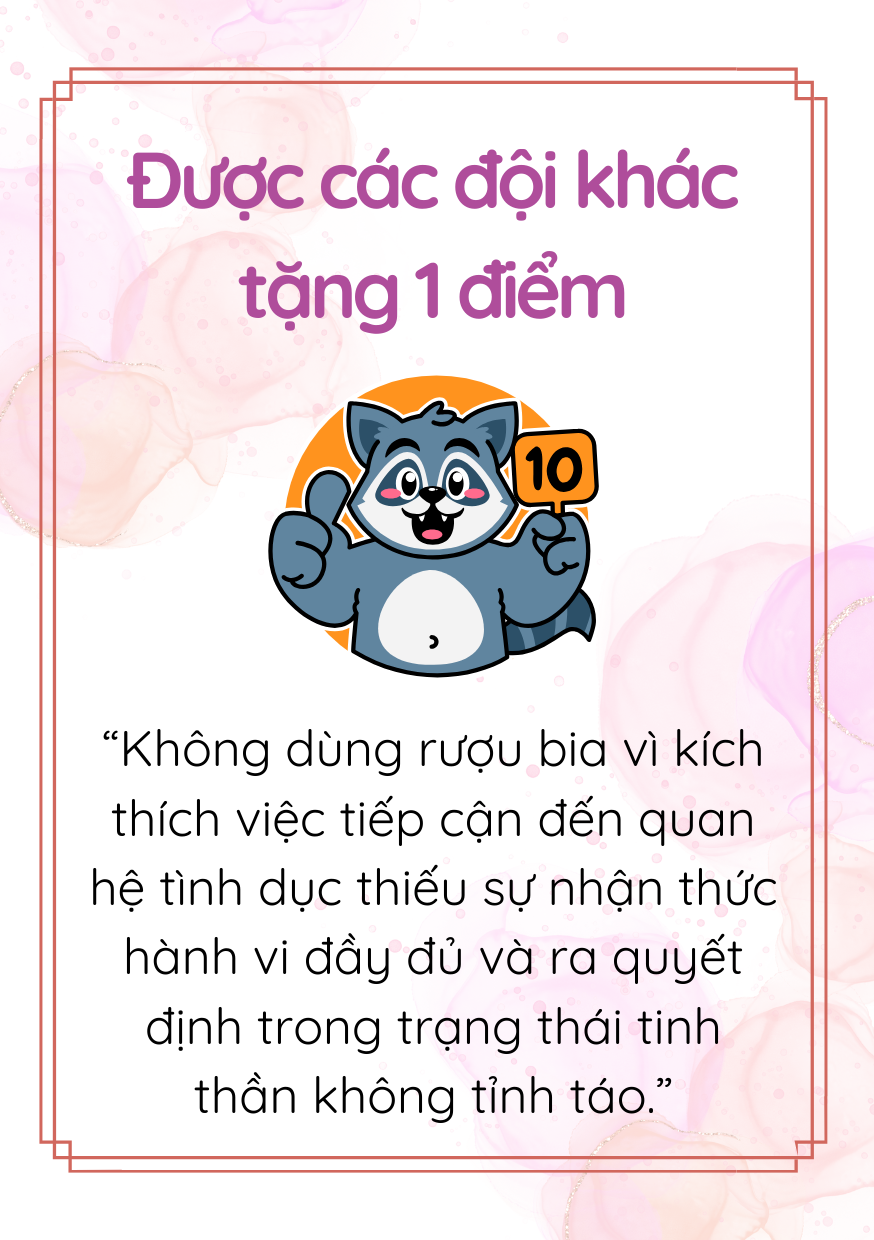 Được các đội khác
tặng 1 điểm
10
“Không dùng rượu bia vì kích
thích việc tiếp cận đến quan
hệ tình dục thiếu sự nhận thức
hành vi đầy đủ và ra quyết
định trong trạng thái tinh
thần không tỉnh táo.”